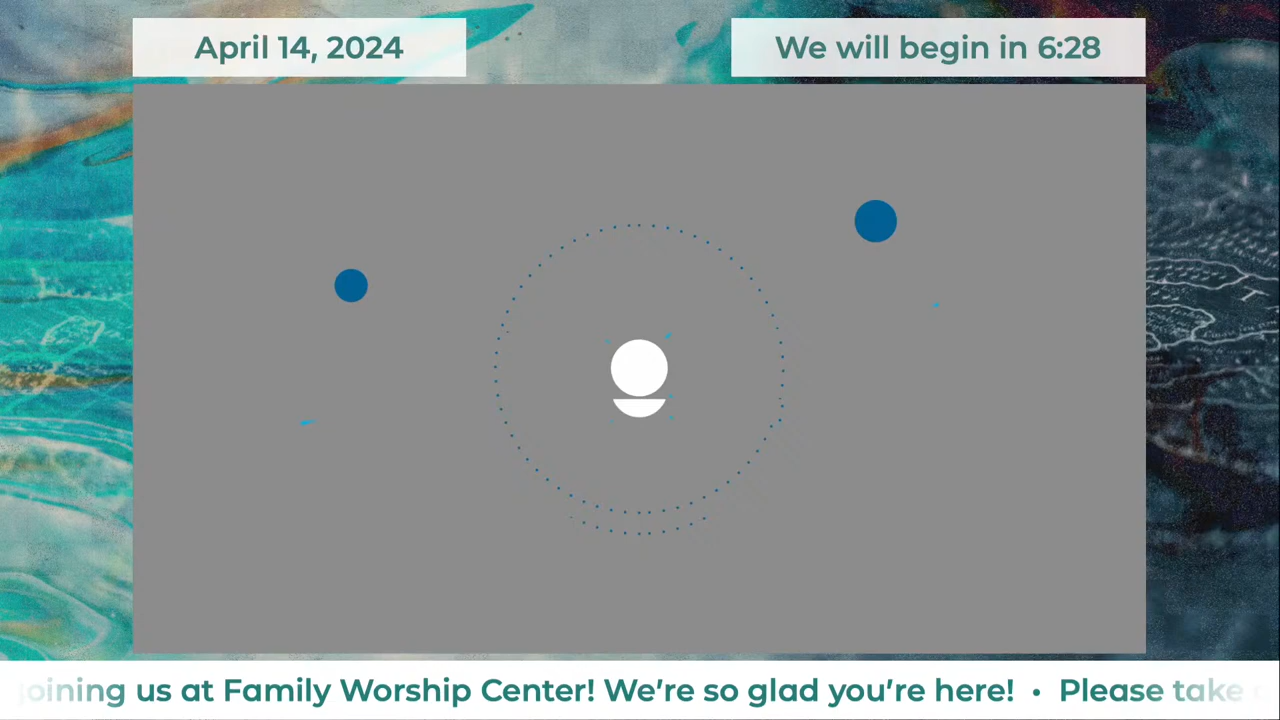 April 14, 2024
We will begin in 6:28
joining us at Family Worship Center! We’re so glad you’re here! • Please take